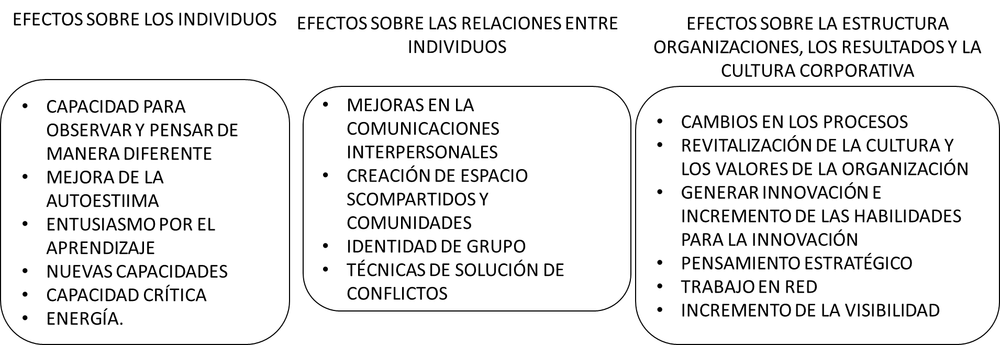 EFECTOS SOBRE LOS INDIVIDUOS
• CAPACIDAD PARA
OBSERVAR Y PENSAR DE
MANERA DIFERENTE
• MEJORA DE LA
AUTOESTIIMA
• ENTUSIASMO POR EL
APRENDIZAJE
• NUEVAS CAPACIDADES
• CAPACIDAD CRÍTICA
• ENERGÍA.
EFECTOS SOBRE LAS RELACIONES ENTRE
INDIVIDUOS
• MEJORAS EN LA
COMUNICACIONES
INTERPERSONALES
• CREACIÓN DE ESPACIO
SCOMPARTIDOS Y
COMUNIDADES
• IDENTIDAD DE GRUPO
• TÉCNICAS DE SOLUCIÓN DE
CONFLICTOS
EFECTOS SOBRE LA ESTRUCTURA
ORGANIZACIONES, LOS RESULTADOS Y LA
CULTURA CORPORATIVA
• CAMBIOS EN LOS PROCESOS
• REVITALIZACIÓN DE LA CULTURA Y
LOS VALORES DE LA ORGANIZACIÓN
• GENERAR INNOVACIÓN E
INCREMENTO DE LAS HABILIDADES
PARA LA INNOVACIÓN
• PENSAMIENTO ESTRATÉGICO
• TRABAJO EN RED
• INCREMENTO DE LA VISIBILIDAD